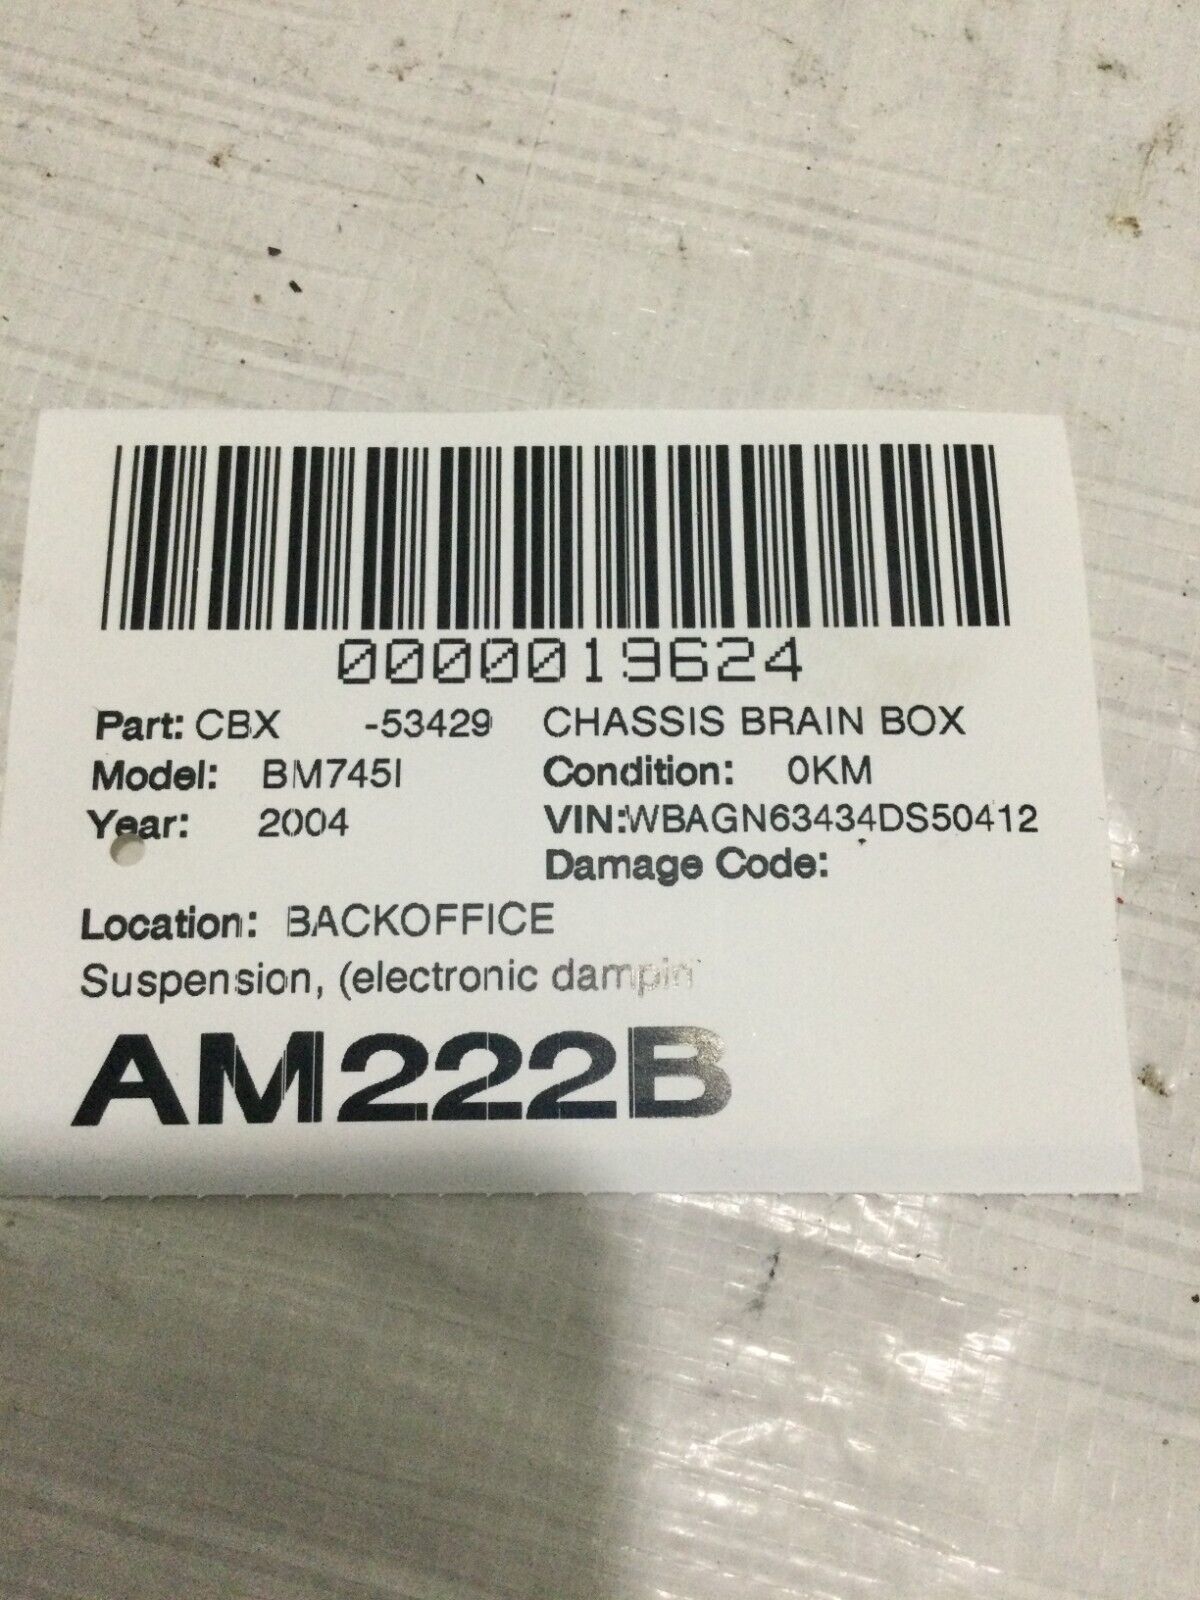 0000019624
Part: CBX -53429 CHASSIS BRAIN BOX
Model: BM745I Condition: 0KM
Year: 2004 VIN:WBAGN63434DS50412
Damage Code:
Location: BACKOFFICE
Suspension, (electronic dampin
AM222B